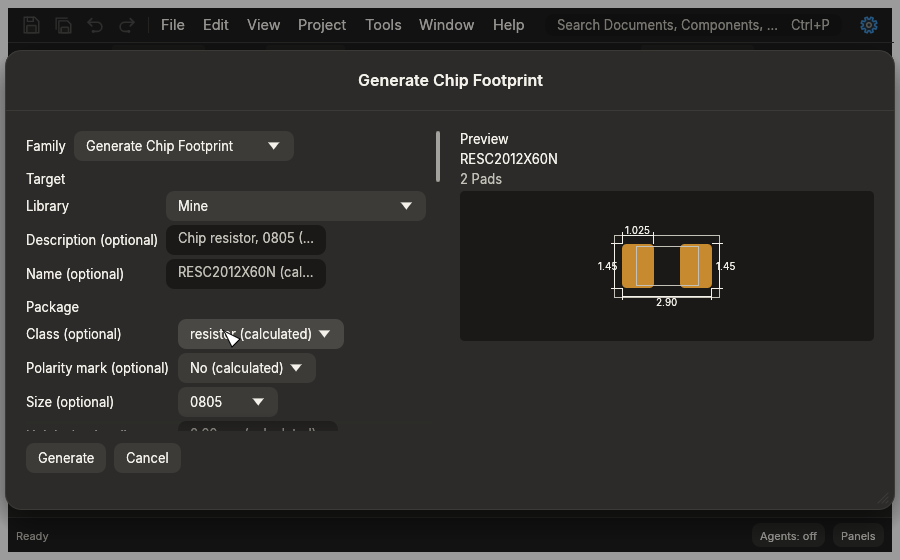 File Edit View Project Tools Window Help Search Documents, Components, ... Ctrl+P
Generate Chip Footprint
Family Generate Chip Footprint
Target
Library Mine
Description (optional) Chip resistor, 0805 (...
Name (optional) RESC2012X60N (cal...
Package
Class (optional) resistor (calculated)
Polarity mark (optional) No (calculated)
Size (optional) 0805
Generate Cancel
Preview
RESC2012X60N
2 Pads
1.025
1.45 1.45
2.90
Ready Agents: off Panels